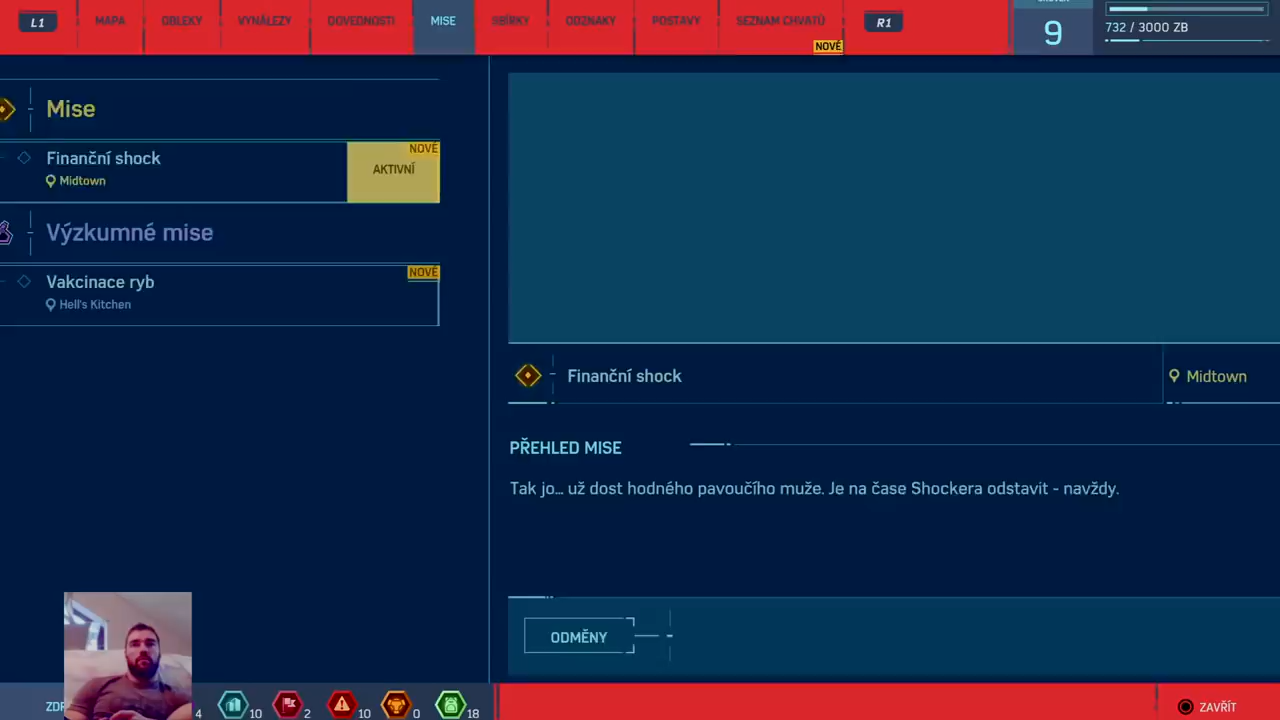 L1
MAPA
OBLEKY
VYNÁLEZY
DOVEDNOSTI
MISE
SBÍRKY
ODZNAKY
POSTAVY
SEZNAM CHVATŮ
NOVÉ
R1
9
732 / 3000 ZB
Mise
Finanční shock
Midtown
NOVÉ
AKTIVNÍ
Výzkumné mise
Vakcinace ryb
Hell's Kitchen
NOVÉ
Finanční shock
Midtown
PŘEHLED MISE
Tak jo... už dost hodného pavoučího muže. Je na čase Shockera odstavit - navždy.
ODMĚNY
4
10
2
10
0
18
ZAVŘÍT